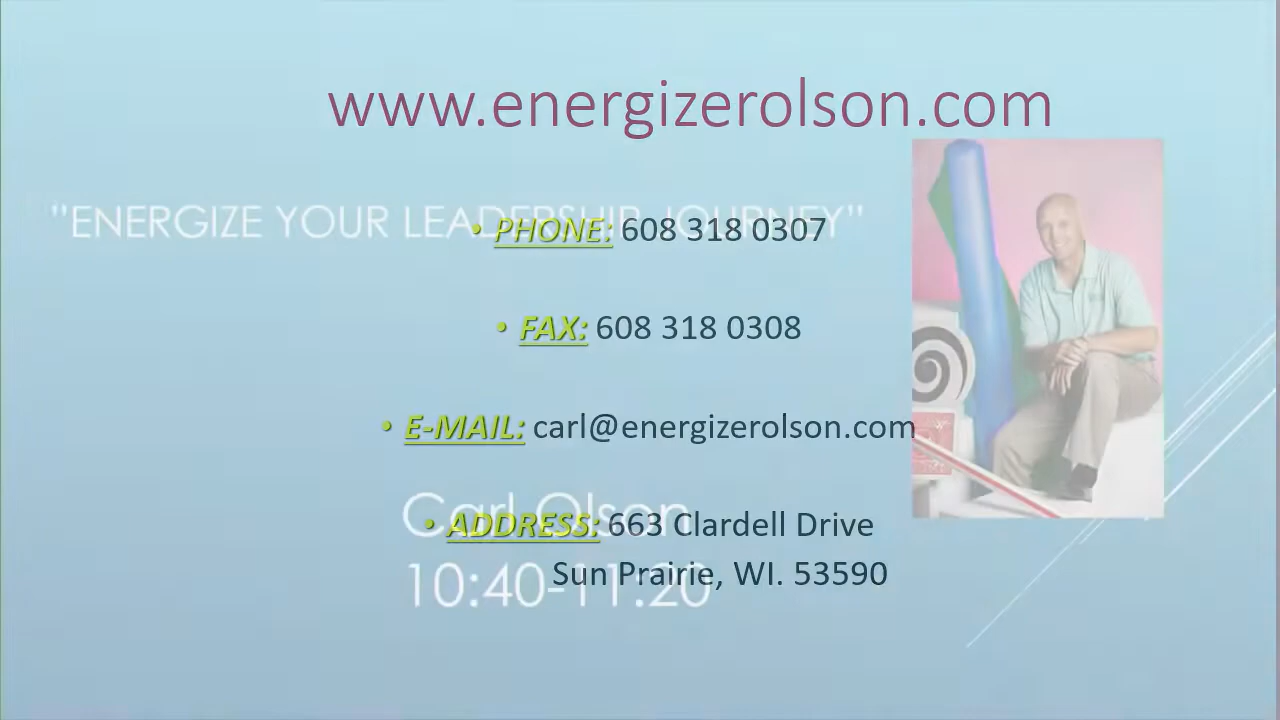 www.energizerolson.com
"ENERGIZE YOUR LEADERSHIP JOURNEY"
• PHONE: 608 318 0307
• FAX: 608 318 0308
• E-MAIL: carl@energizerolson.com
Carl Olson
• ADDRESS: 663 Clardell Drive
Sun Prairie, WI. 53590
10:40-11:20